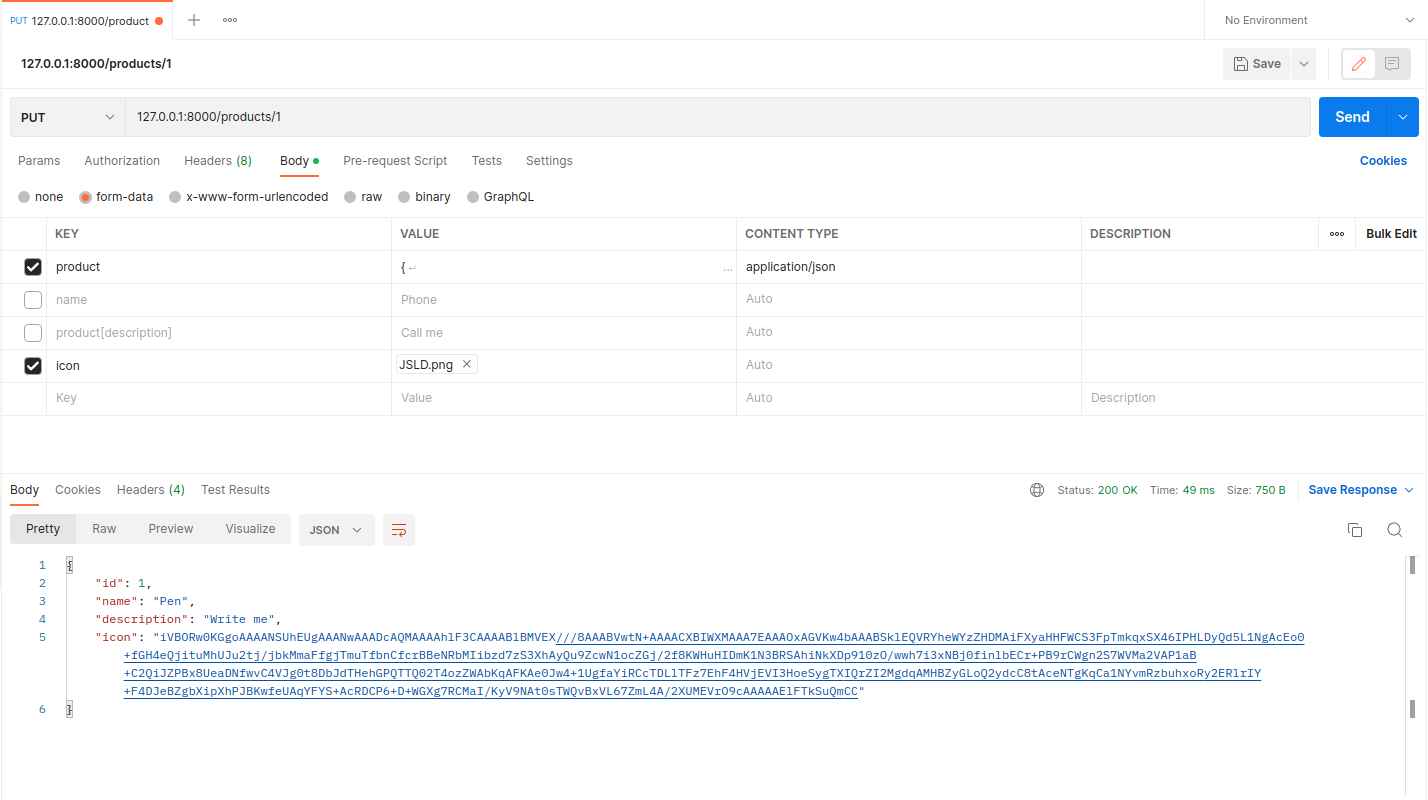 PUT 127.0.0.1:8000/product
No Environment
127.0.0.1:8000/products/1
Save
PUT 127.0.0.1:8000/products/1 Send
Params Authorization Headers (8) Body Pre-request Script Tests Settings Cookies
none form-data x-www-form-urlencoded raw binary GraphQL
KEY VALUE CONTENT TYPE DESCRIPTION Bulk Edit
product { ↵ ... application/json
name Phone Auto
product[description] Call me Auto
icon JSLD.png Auto
Key Value Auto Description
Body Cookies Headers (4) Test Results Status: 200 OK Time: 49 ms Size: 750 B Save Response
Pretty Raw Preview Visualize JSON
1 {
2 "id": 1,
3 "name": "Pen",
4 "description": "Write me",
5 "icon": "iVBORw0KGgoAAAANSUhEUgAAANwAAADcAQMAAAAhlF3CAAAABlBMVEX///8AAABVwtN+AAAACXBIWXMAAA7EAAAOxAGVKw4bAAABSklEQVRYheWYzZHDMAiFXyaHHFWCS3FpTmkqxSX46IPHLDyQd5L1NgAcEo0
+fGH4eQjituMhUJu2tj/jbkMmaFfgjTmuTfbnCfcrBBeNRbMIibzd7zS3XhAyQu9ZcwN1ocZGj/2f8KWHuHIDmK1N3BRSAhiNkXDp910zO/wwh7i3xNBj0finlbECr+PB9rCWgn2S7WVMa2VAP1aB
+C2QiJZPBx8UeaDNfwvC4VJg0t8DbJdTHehGPQTTQ02T4ozZWAbKqAFKAe0Jw4+1UgfaYiRCcTDLlTFz7EhF4HVjEVI3HoeSygTXIQrZI2MgdqAMHBZyGLoQ2ydcC8tAceNTgKqCa1NYvmRzbuhxoRy2ERlrIY
+F4DJeBZgbXipXhPJBKwfeUAqYFYS+AcRDCP6+D+WGXg7RCMaI/KyV9NAt0sTWQvBxVL67ZmL4A/2XUMEVrO9cAAAAAElFTkSuQmCC"
6 }